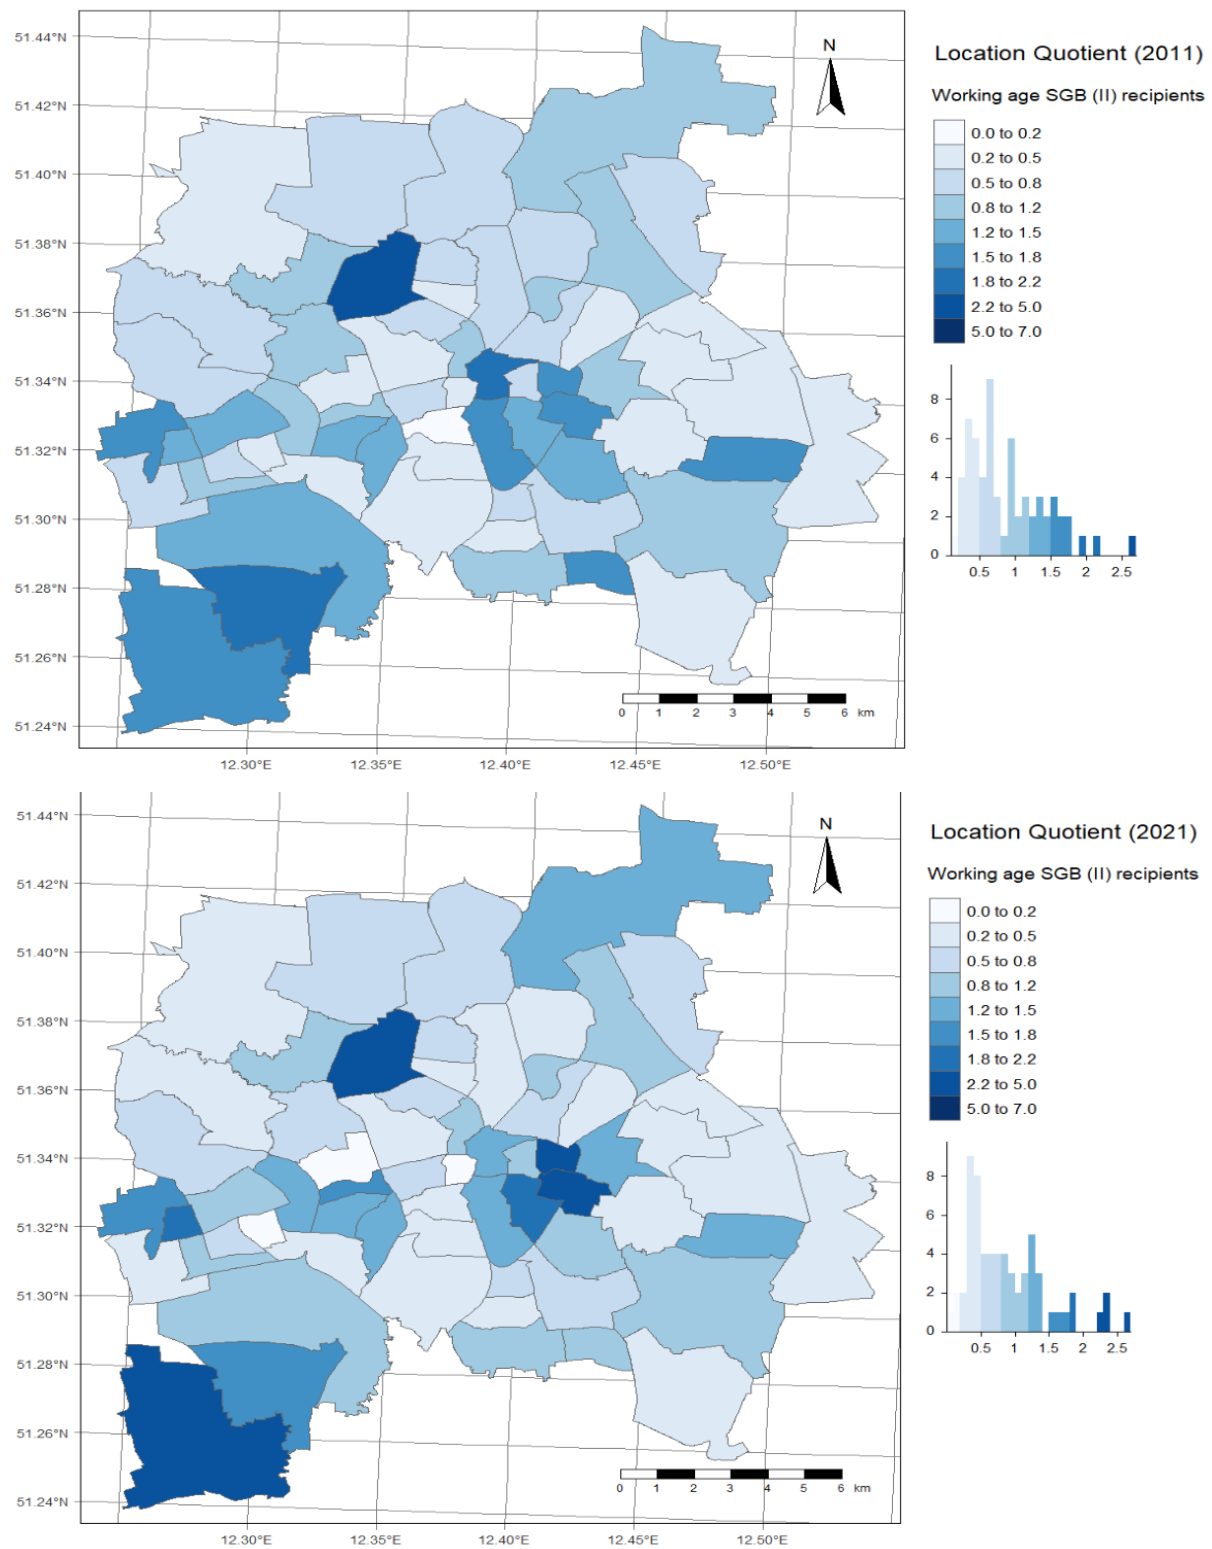 51.44°N
51.42°N
51.40°N
51.38°N
51.36°N
51.34°N
51.32°N
51.30°N
51.28°N
51.26°N
51.24°N
N
0 1 2 3 4 5 6 km
12.30°E 12.35°E 12.40°E 12.45°E 12.50°E
Location Quotient (2011)
Working age SGB (II) recipients
0.0 to 0.2
0.2 to 0.5
0.5 to 0.8
0.8 to 1.2
1.2 to 1.5
1.5 to 1.8
1.8 to 2.2
2.2 to 5.0
5.0 to 7.0
8
6
4
2
0
0.5 1 1.5 2 2.5
51.44°N
51.42°N
51.40°N
51.38°N
51.36°N
51.34°N
51.32°N
51.30°N
51.28°N
51.26°N
51.24°N
N
0 1 2 3 4 5 6 km
12.30°E 12.35°E 12.40°E 12.45°E 12.50°E
Location Quotient (2021)
Working age SGB (II) recipients
0.0 to 0.2
0.2 to 0.5
0.5 to 0.8
0.8 to 1.2
1.2 to 1.5
1.5 to 1.8
1.8 to 2.2
2.2 to 5.0
5.0 to 7.0
8
6
4
2
0
0.5 1 1.5 2 2.5